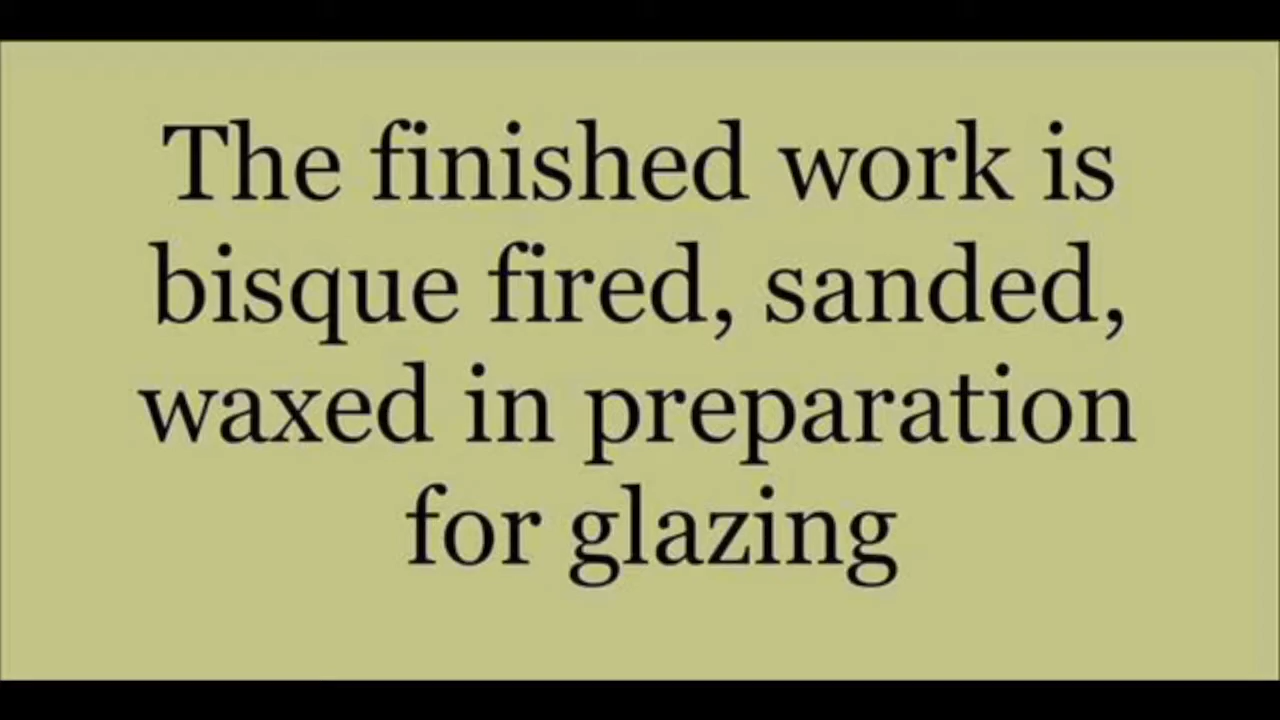 The finished work is
bisque fired, sanded,
waxed in preparation
for glazing